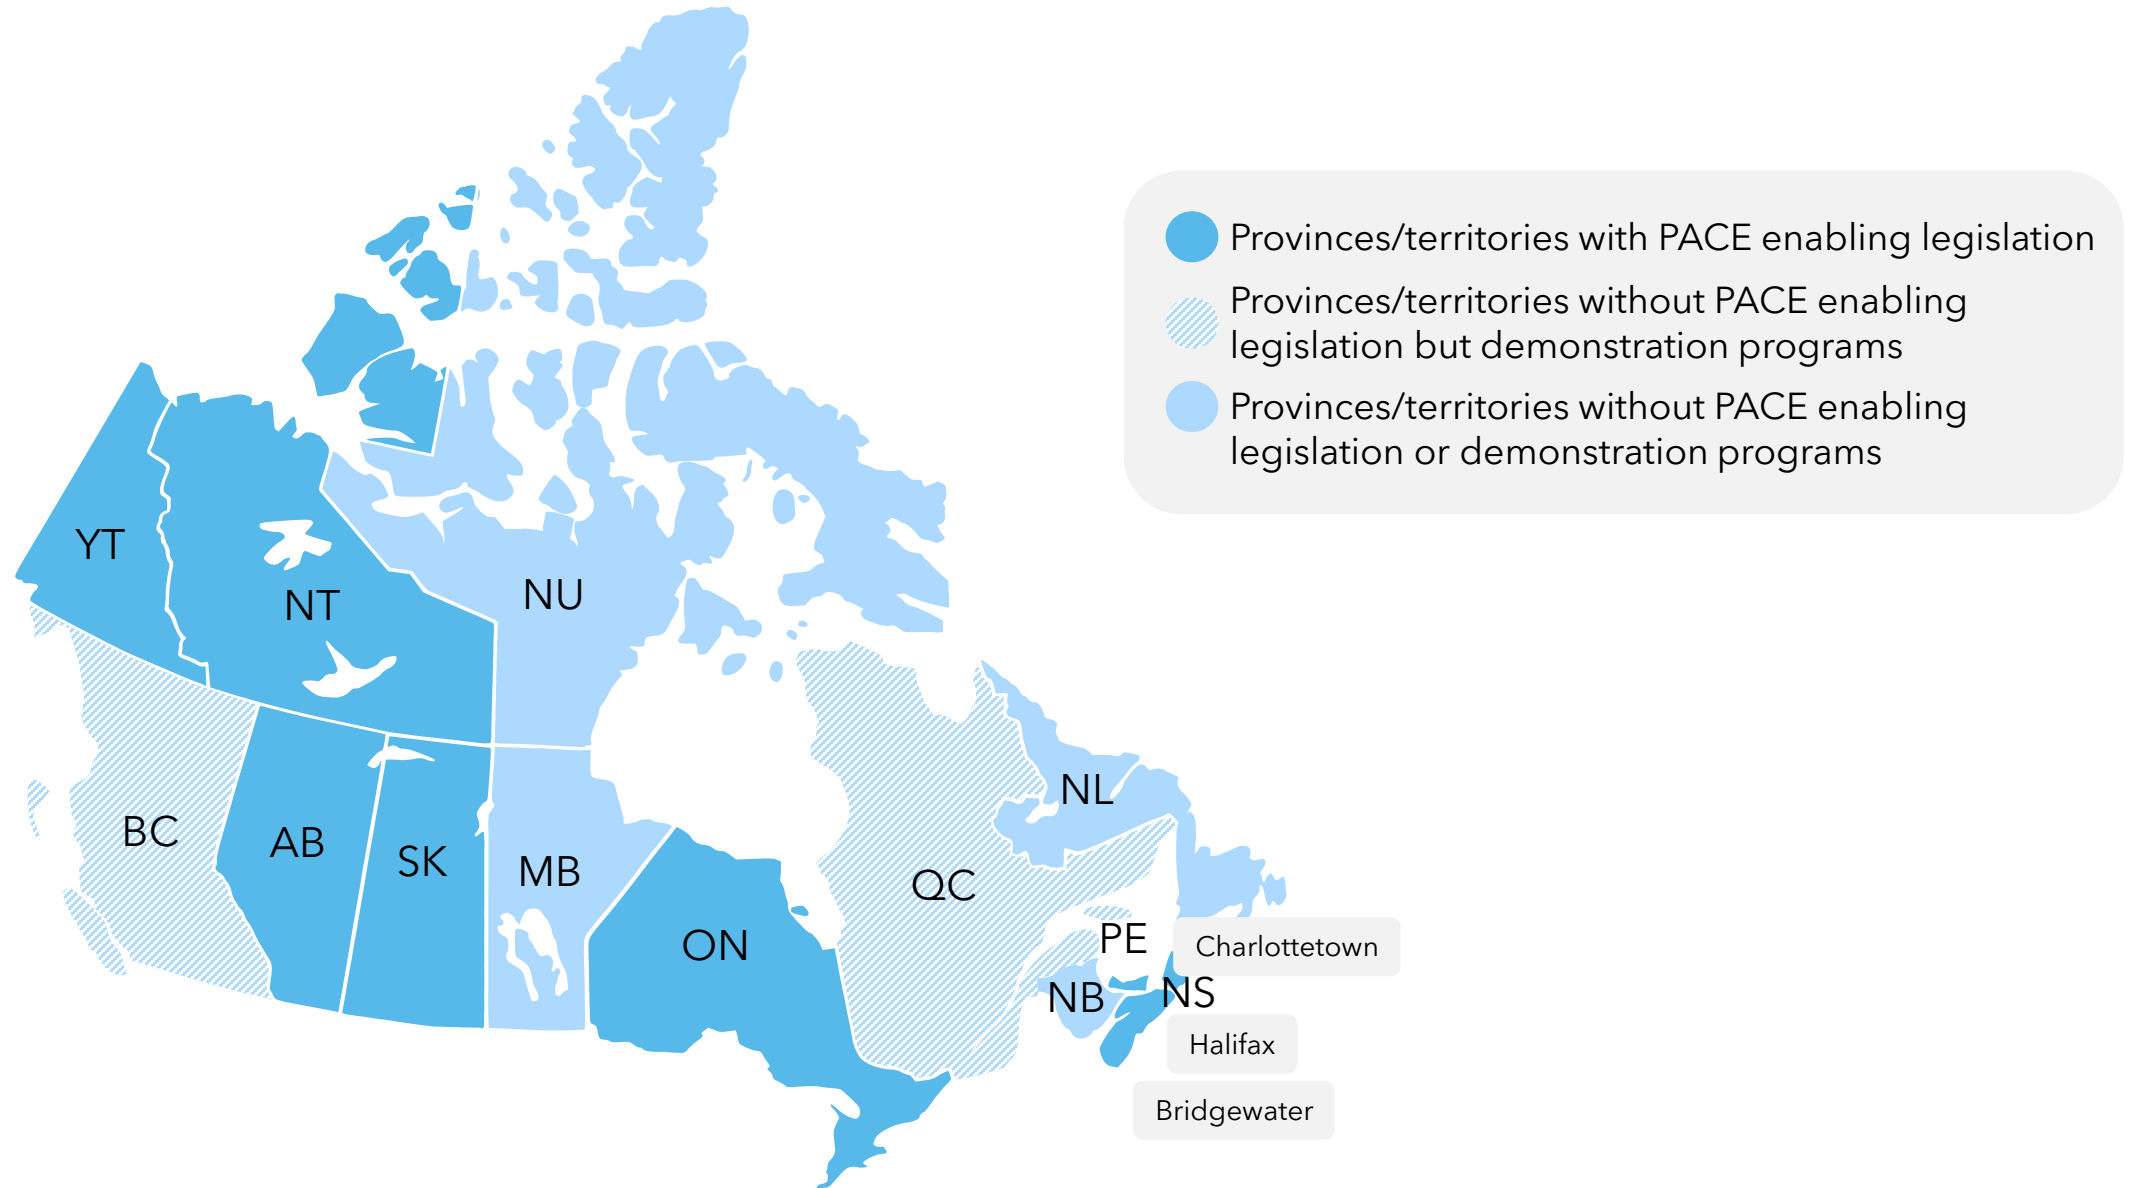 Provinces/territories with PACE enabling legislation
Provinces/territories without PACE enabling
legislation but demonstration programs
Provinces/territories without PACE enabling
legislation or demonstration programs
YT
NT
NU
BC
AB
SK
MB
ON
QC
NL
PE
Charlottetown
NB
NS
Halifax
Bridgewater